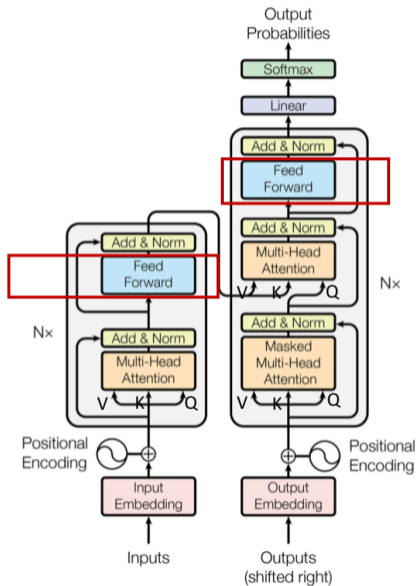 Output
Probabilities
Softmax
Linear
Add & Norm
Feed
Forward
Add & Norm
Multi-Head
Attention
V K Q
Add & Norm
Masked
Multi-Head
Attention
V K Q
Nx
Add & Norm
Feed
Forward
Nx
Add & Norm
Multi-Head
Attention
V K Q
Positional
Encoding
Positional
Encoding
Input
Embedding
Output
Embedding
Inputs
Outputs
(shifted right)